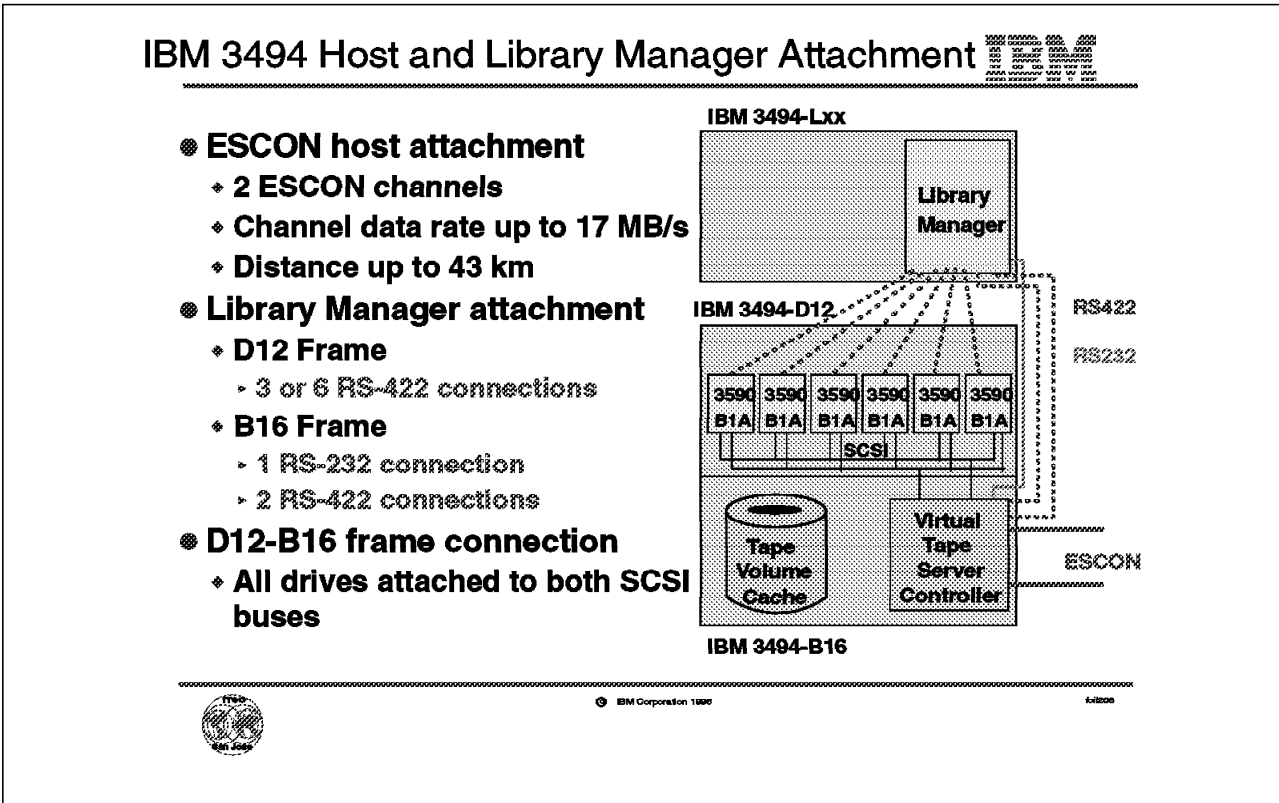 IBM 3494 Host and Library Manager Attachment
IBM
ESCON host attachment
2 ESCON channels
Channel data rate up to 17 MB/s
Distance up to 43 km
Library Manager attachment
D12 Frame
3 or 6 RS-422 connections
B16 Frame
1 RS-232 connection
2 RS-422 connections
D12-B16 frame connection
All drives attached to both SCSI
buses
IBM 3494-Lxx
Library
Manager
IBM 3494-D12
RS422
RS232
3590 3590 3590 3590 3590 3590
B1A B1A B1A B1A B1A B1A
SCSI
Tape
Volume
Cache
Virtual
Tape
Server
Controller
ESCON
IBM 3494-B16
ITSO
San Jose
© IBM Corporation 1996